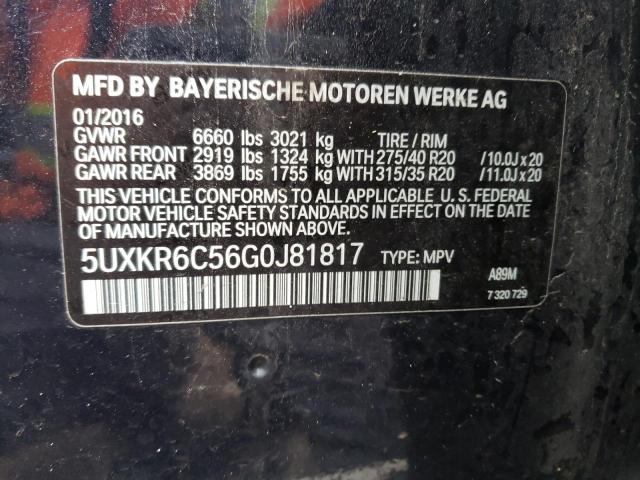 MFD BY BAYERISCHE MOTOREN WERKE AG
01/2016
GVWR 6660 lbs 3021 kg TIRE / RIM
GAWR FRONT 2919 lbs 1324 kg WITH 275/40 R20 /10.0J x 20
GAWR REAR 3869 lbs 1755 kg WITH 315/35 R20 /11.0J x 20
THIS VEHICLE CONFORMS TO ALL APPLICABLE U. S. FEDERAL
MOTOR VEHICLE SAFETY STANDARDS IN EFFECT ON THE DATE
OF MANUFACTURE SHOWN ABOVE.
5UXKR6C56G0J81817 TYPE: MPV
A89M
7 320 729